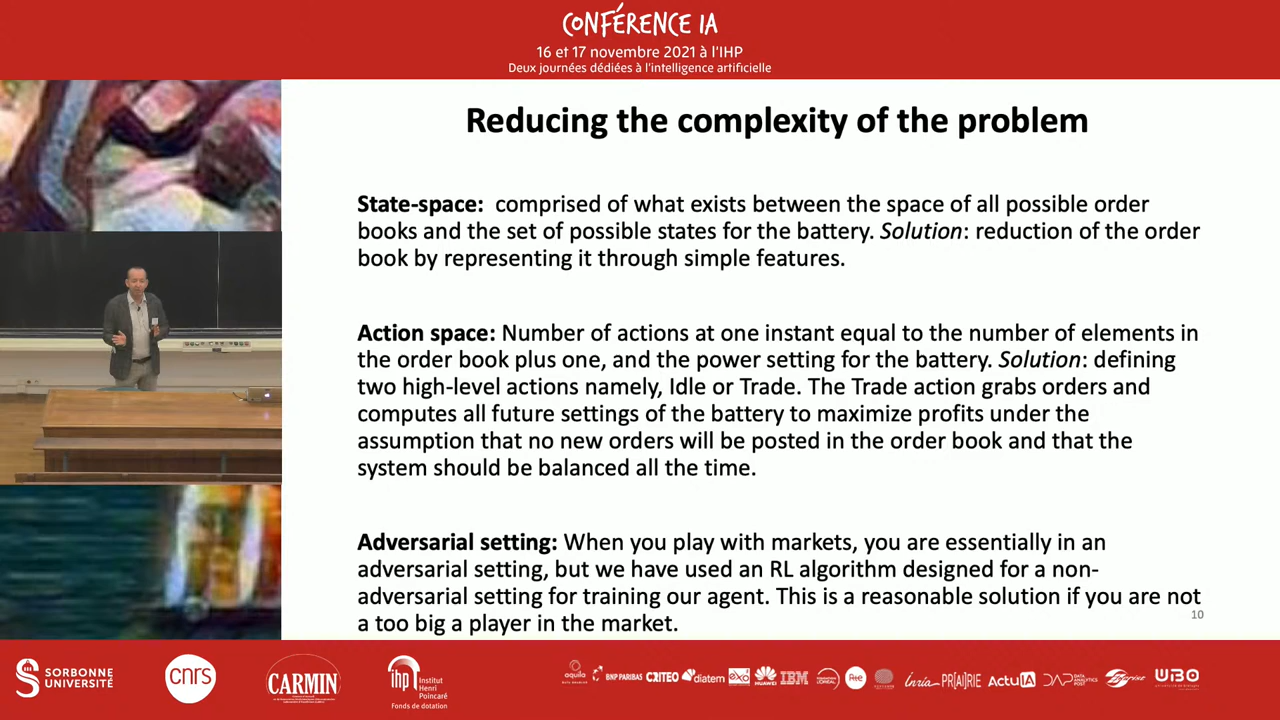 CONFÉRENCE IA
16 et 17 novembre 2021 à l'IHP
Deux journées dédiées à l'intelligence artificielle
Reducing the complexity of the problem
State-space: comprised of what exists between the space of all possible order
books and the set of possible states for the battery. Solution: reduction of the order
book by representing it through simple features.
Action space: Number of actions at one instant equal to the number of elements in
the order book plus one, and the power setting for the battery. Solution: defining
two high-level actions namely, Idle or Trade. The Trade action grabs orders and
computes all future settings of the battery to maximize profits under the
assumption that no new orders will be posted in the order book and that the
system should be balanced all the time.
Adversarial setting: When you play with markets, you are essentially in an
adversarial setting, but we have used an RL algorithm designed for a non-
adversarial setting for training our agent. This is a reasonable solution if you are not
a too big a player in the market.
10
SORBONNE
UNIVERSITÉ
cnrs
CARMIN
ihp
Institut
Henri
Poincaré
Fonds de dotation
aquila
BNP PARIBAS
CRITEO
diatem
exo
HUAWEI
IBM
L'ORÉAL
Inria
PR[AI]RIE
ActuIA
DAP
UBO